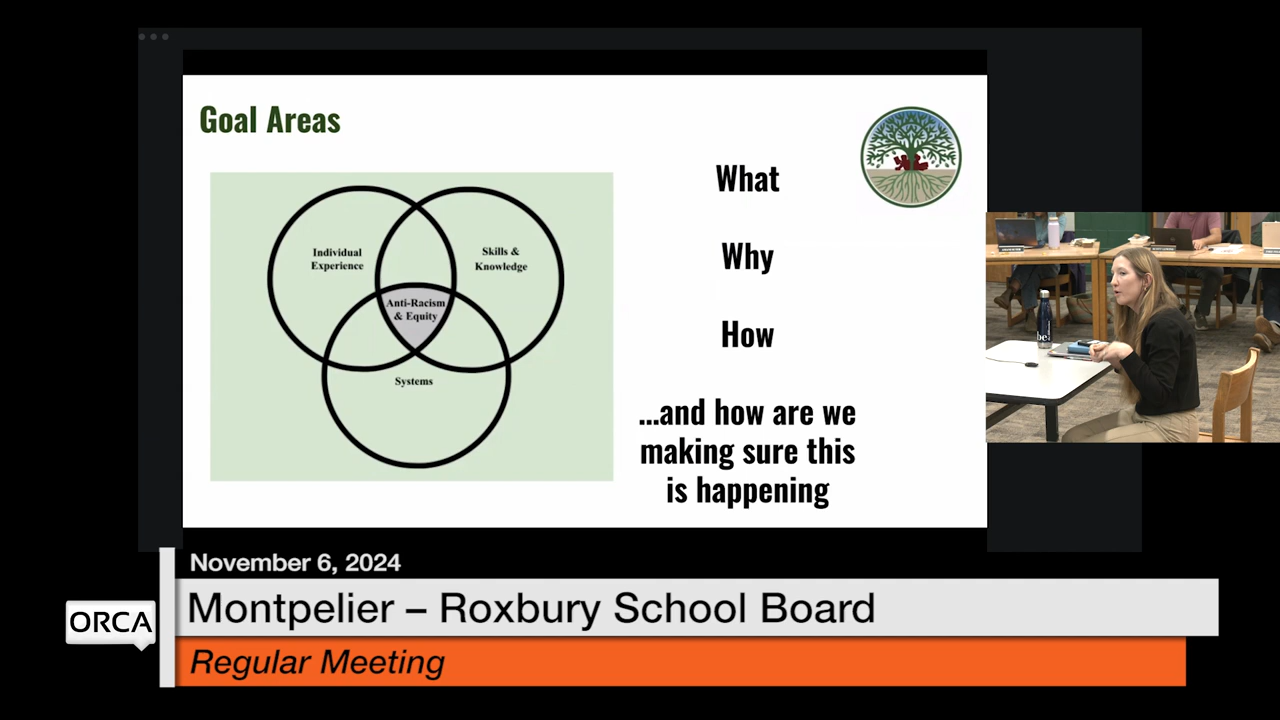 Goal Areas
Individual
Experience
Skills &
Knowledge
Anti-Racism
& Equity
Systems
What
Why
How
...and how are we
making sure this
is happening
November 6, 2024
Montpelier – Roxbury School Board
ORCA
Regular Meeting